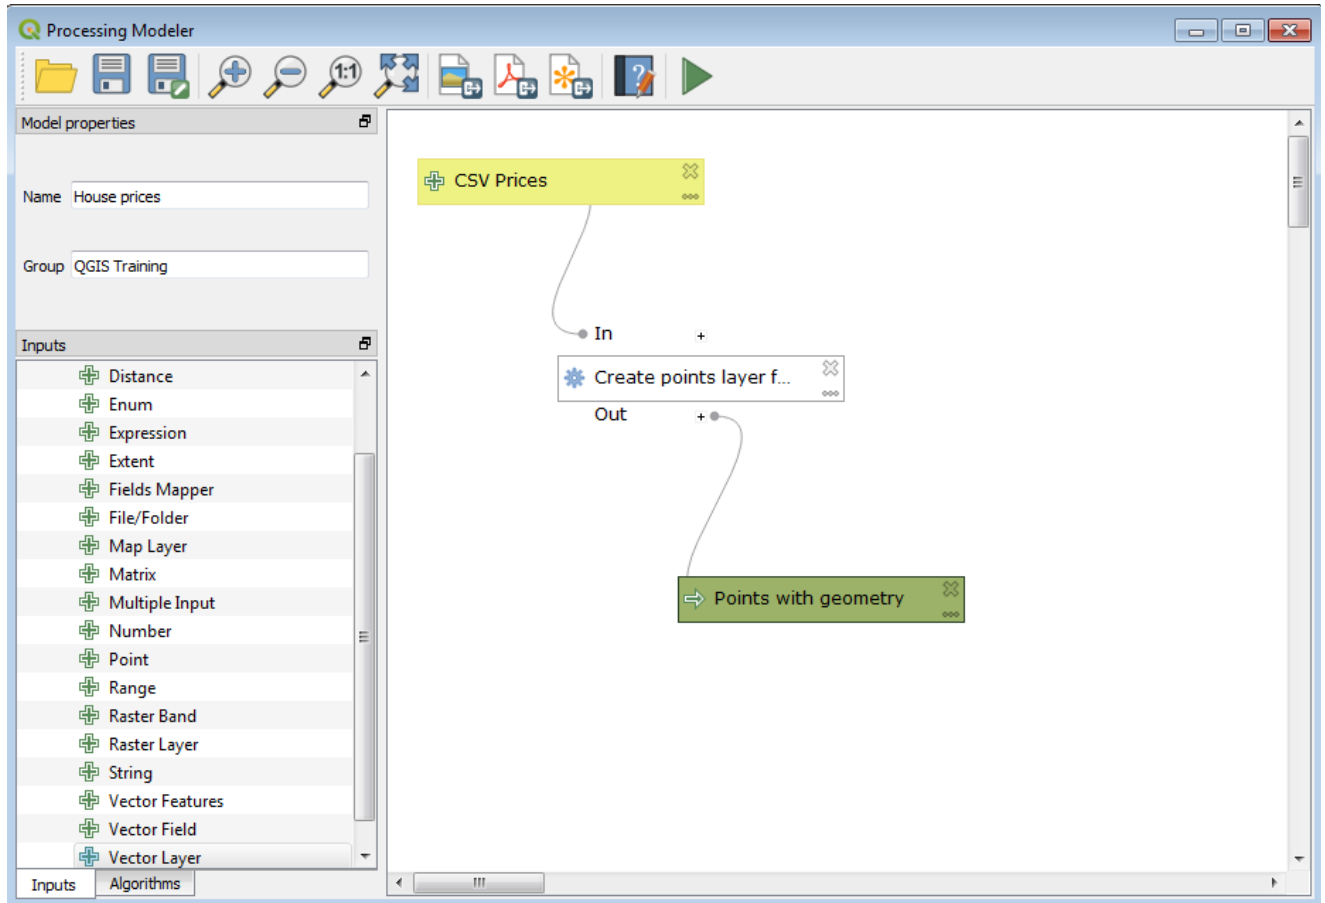 Processing Modeler
1:1
Model properties
Name House prices
Group QGIS Training
Inputs
Distance
Enum
Expression
Extent
Fields Mapper
File/Folder
Map Layer
Matrix
Multiple Input
Number
Point
Range
Raster Band
Raster Layer
String
Vector Features
Vector Field
Vector Layer
Inputs Algorithms
CSV Prices
In +
Create points layer f...
Out +
Points with geometry